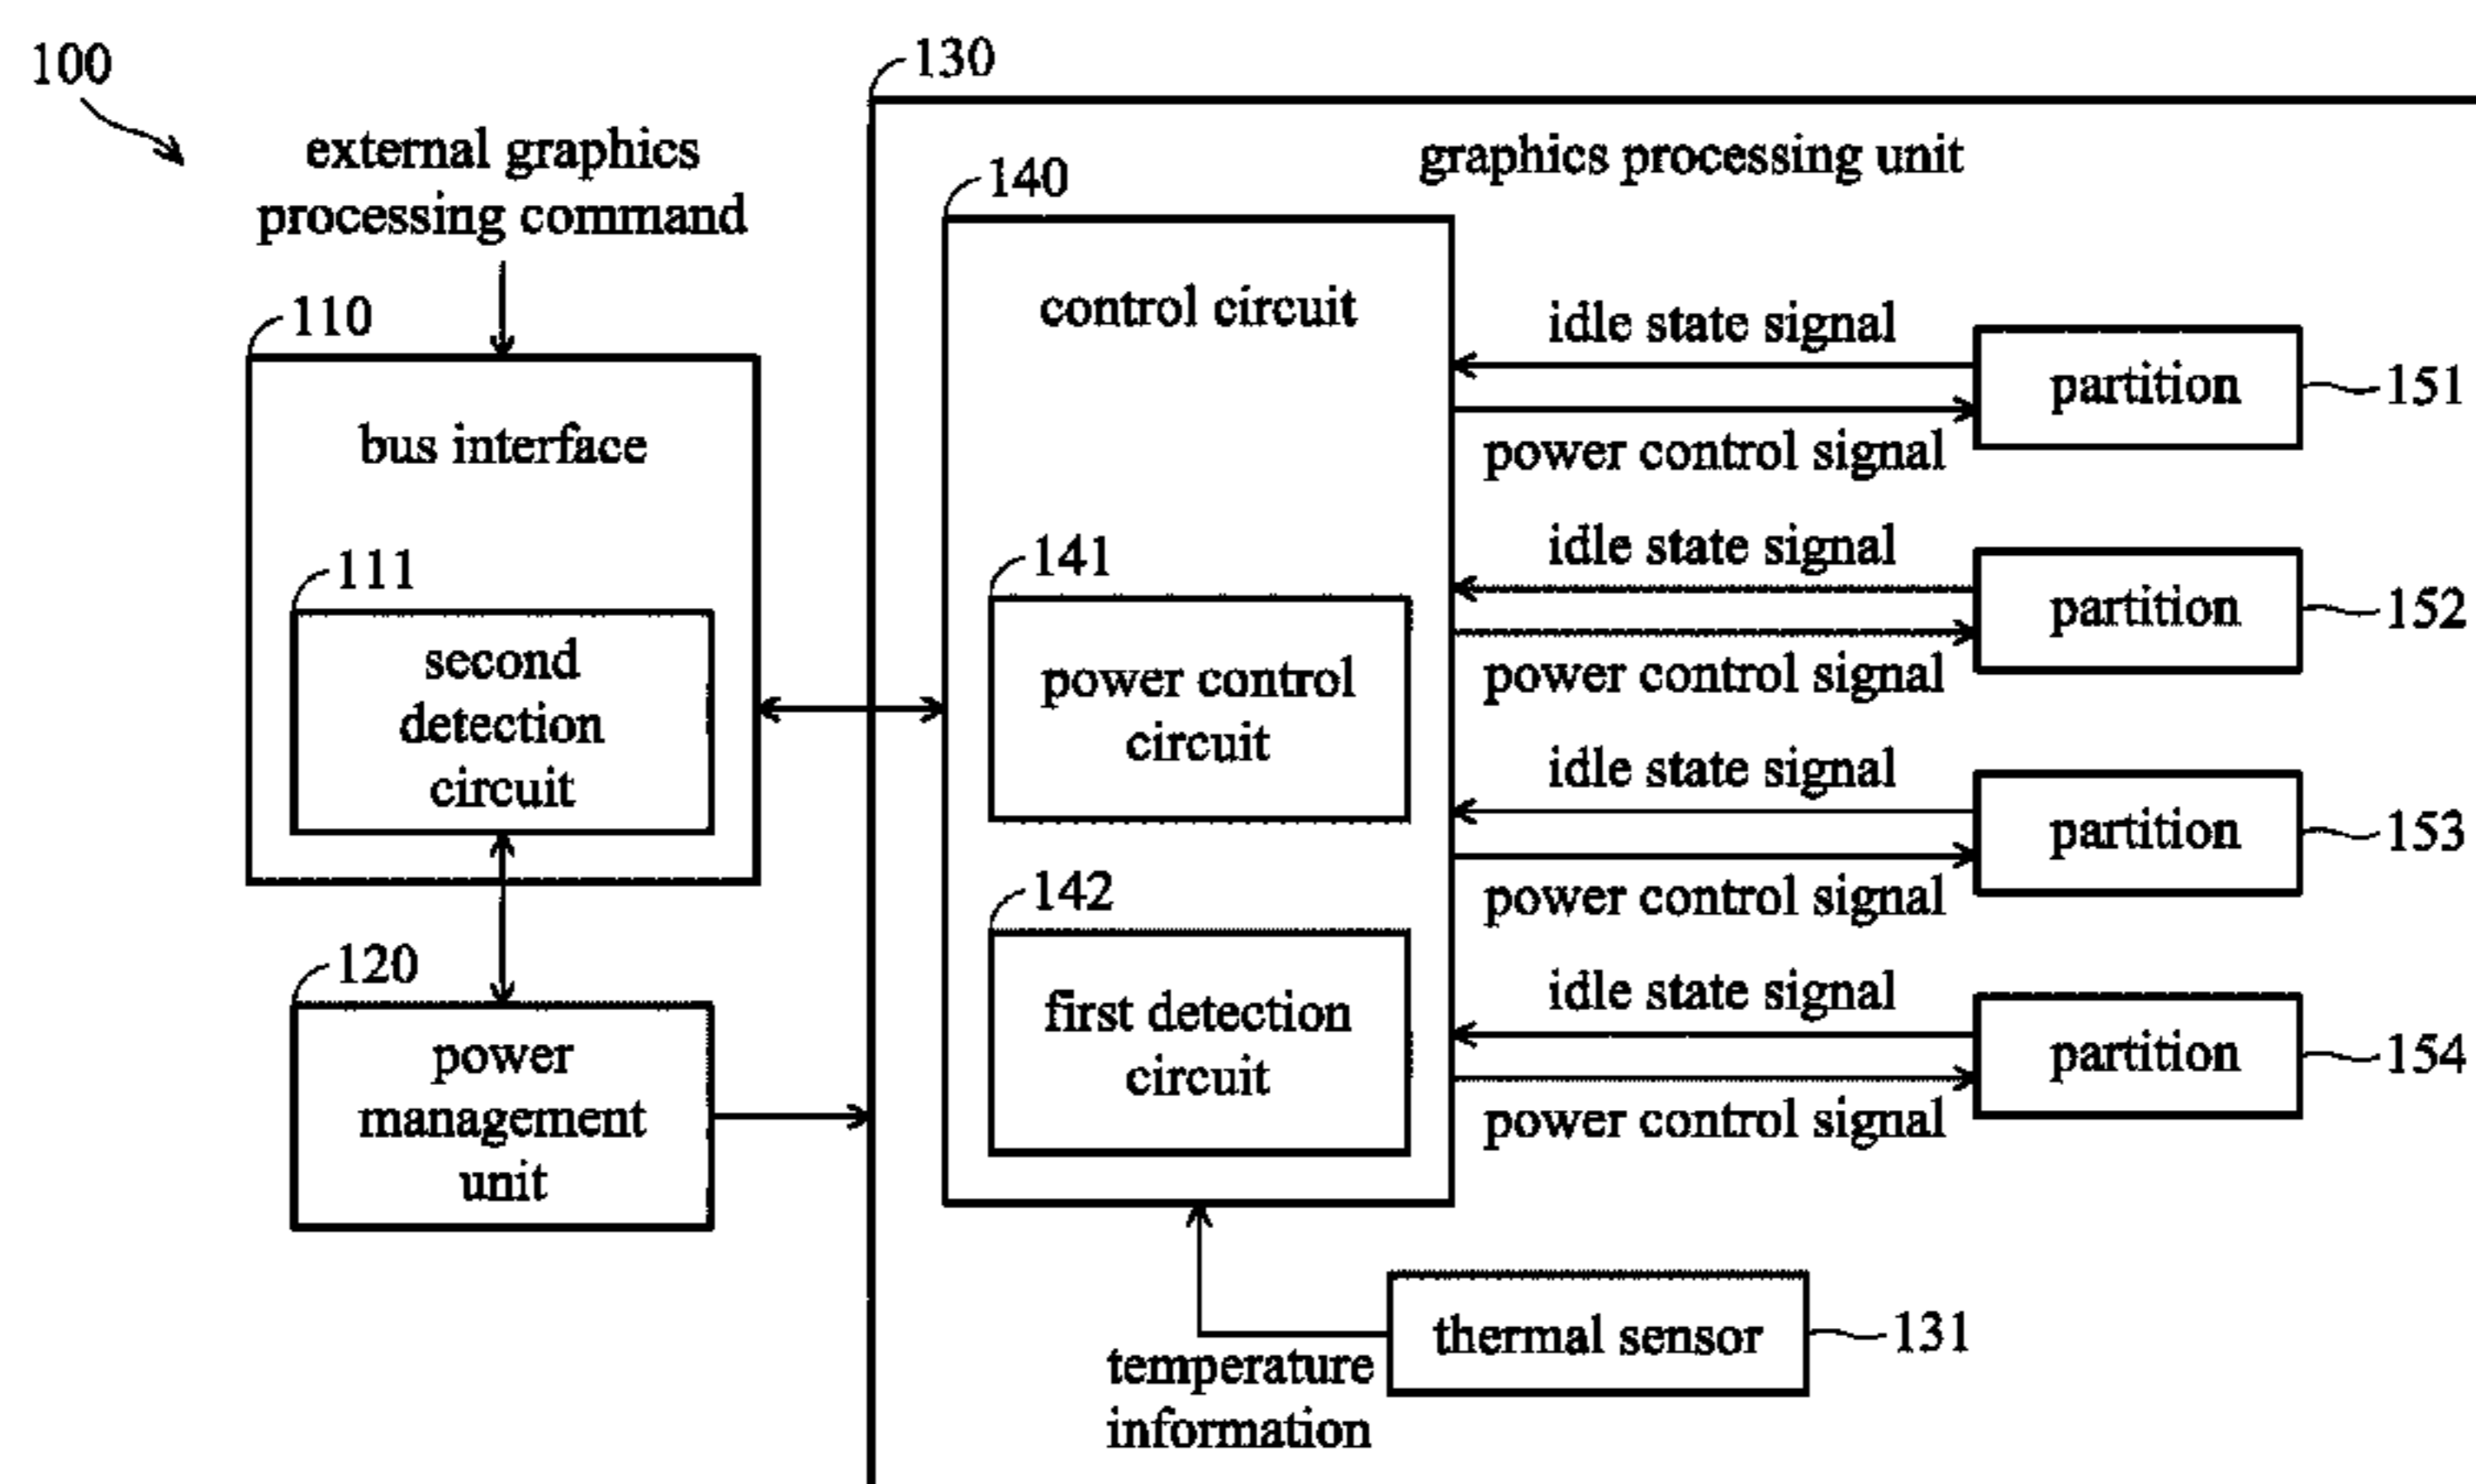 100
130
external graphics
processing command
graphics processing unit
140
110
control circuit
bus interface
idle state signal
partition
151
power control signal
111
second
detection
circuit
141
power control
circuit
idle state signal
partition
152
power control signal
idle state signal
partition
153
power control signal
120
power
management
unit
142
first detection
circuit
idle state signal
partition
154
power control signal
thermal sensor
131
temperature
information